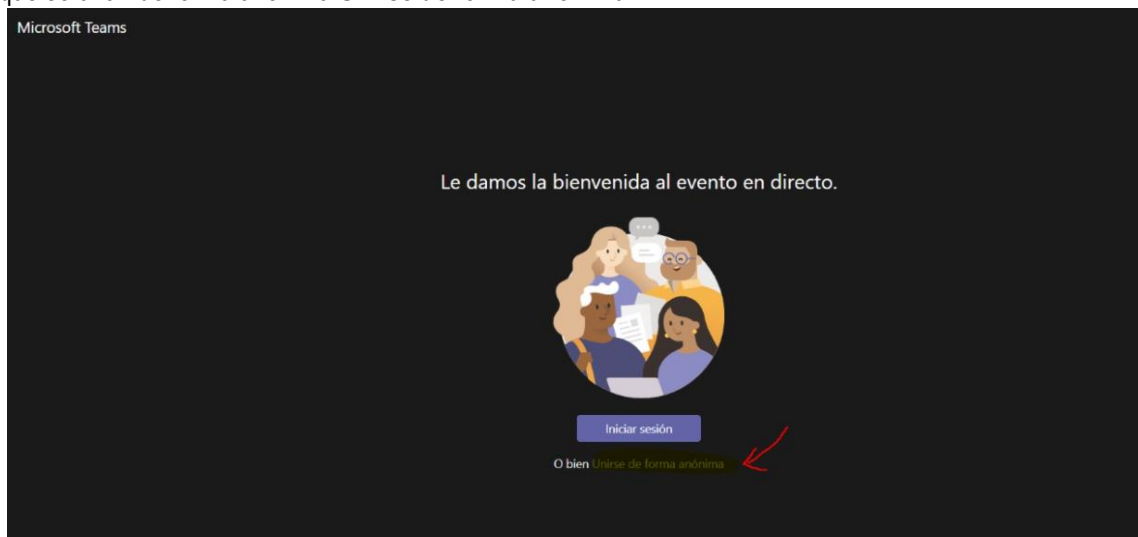 Microsoft Teams
Le damos la bienvenida al evento en directo.
Iniciar sesión
O bien Unirse de forma anónima